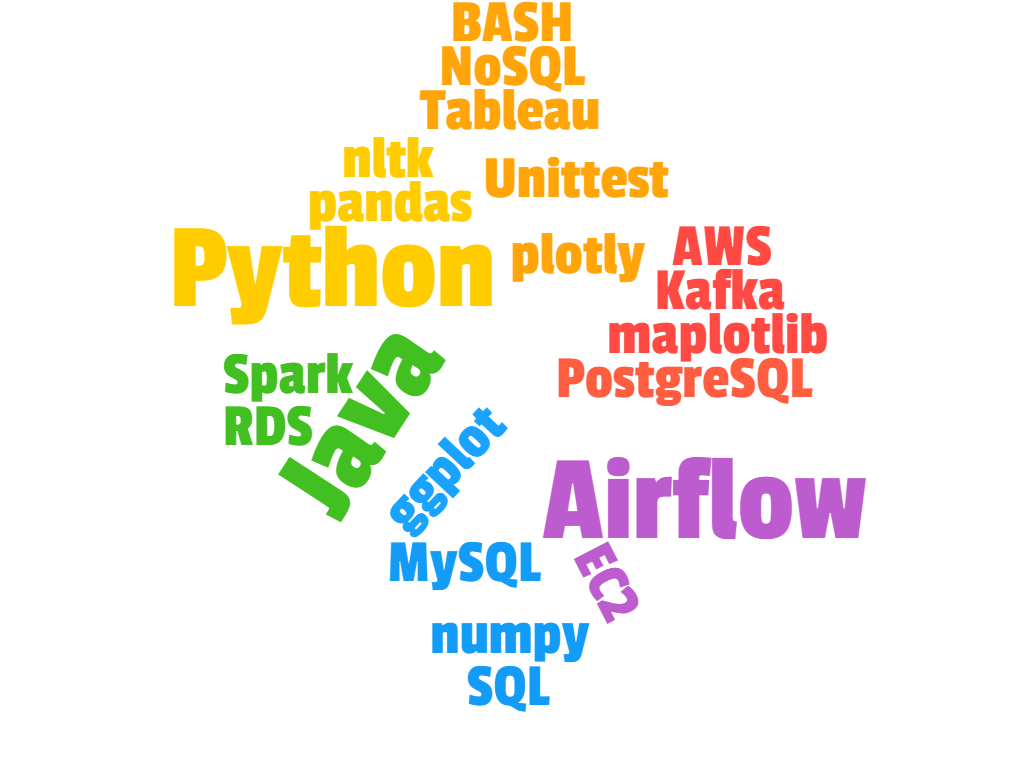 BASH
NoSQL
Tableau
nltk
Unittest
pandas
Python
plotly
AWS
Kafka
maplotlib
PostgreSQL
Spark
Java
RDS
ggplot
Airflow
MySQL
EC2
numpy
SQL